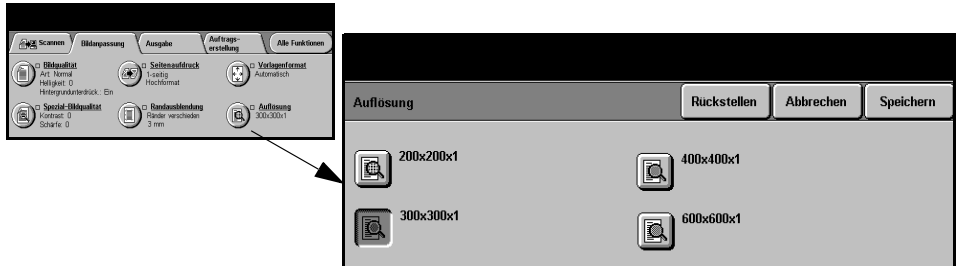 Scannen
Bildanpassung
Ausgabe
Auftrags-
erstellung
Alle Funktionen
Bildqualität
Art: Normal
Helligkeit: 0
Hintergrundunterdrück.: Ein
Seitenaufdruck
1-seitig
Hochformat
Vorlagenformat
Automatisch
Spezial-Bildqualität
Kontrast: 0
Schärfe: 0
Randausblendung
Ränder verschieden
3 mm
Auflösung
300x300x1
Auflösung
Rückstellen
Abbrechen
Speichern
200x200x1
400x400x1
300x300x1
600x600x1